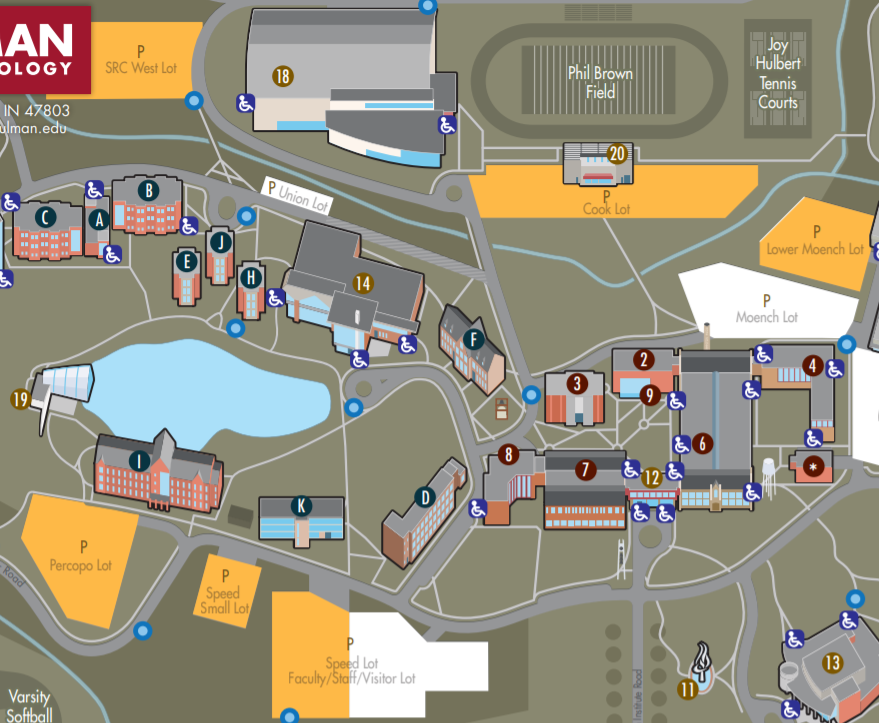 MAN
OLOGY
IN 47803
ulman.edu
P
SRC West Lot
18
Phil Brown
Field
Joy
Hulbert
Tennis
Courts
20
P
Cook Lot
P Union Lot
P
Lower Moench Lot
P
Moench Lot
C
A
B
E
J
H
14
F
19
I
K
D
3
2
9
4
6
8
7
12
*
P
Percopo Lot
P
Speed
Small Lot
P
Speed Lot
Faculty/Staff/Visitor Lot
Road
Institute Road
11
13
Varsity
Softball